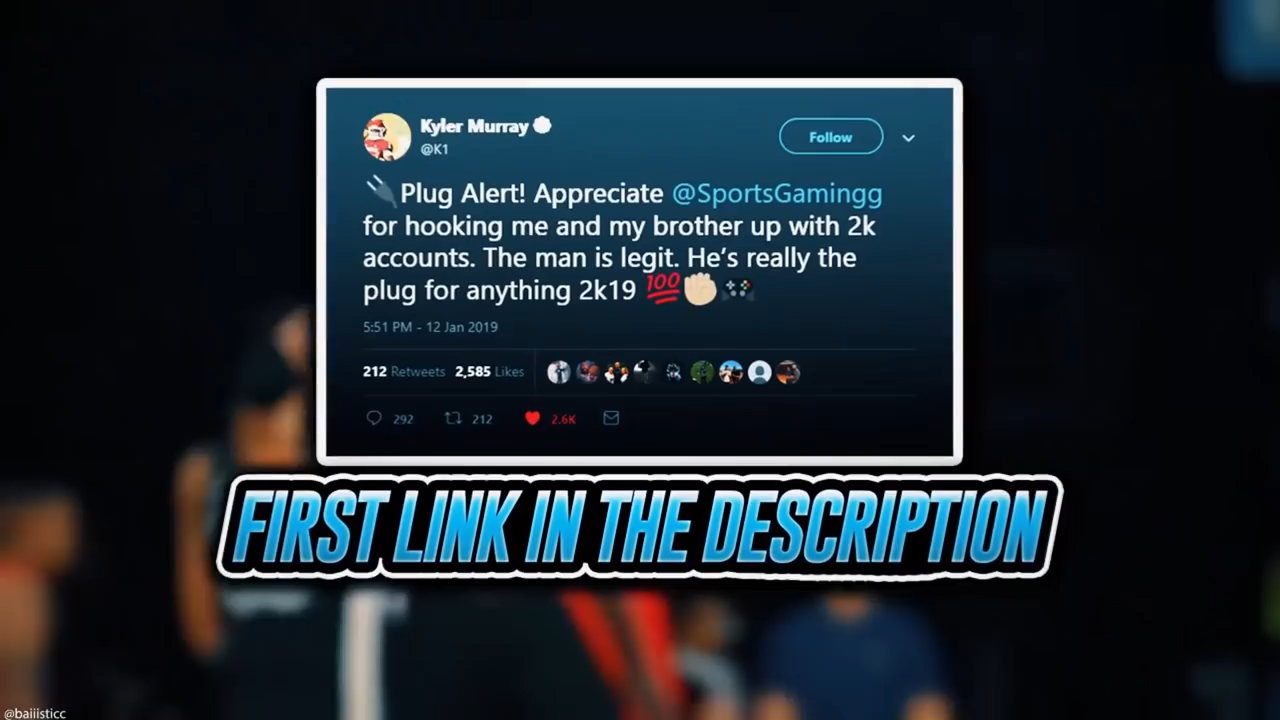 Kyler Murray
@K1
Follow
🔌Plug Alert! Appreciate @SportsGamingg
for hooking me and my brother up with 2k
accounts. The man is legit. He’s really the
plug for anything 2k19 💯✊🏼🎮
5:51 PM - 12 Jan 2019
212 Retweets 2,585 Likes
292 212 2.6K
FIRST LINK IN THE DESCRIPTION
@baiiisticc